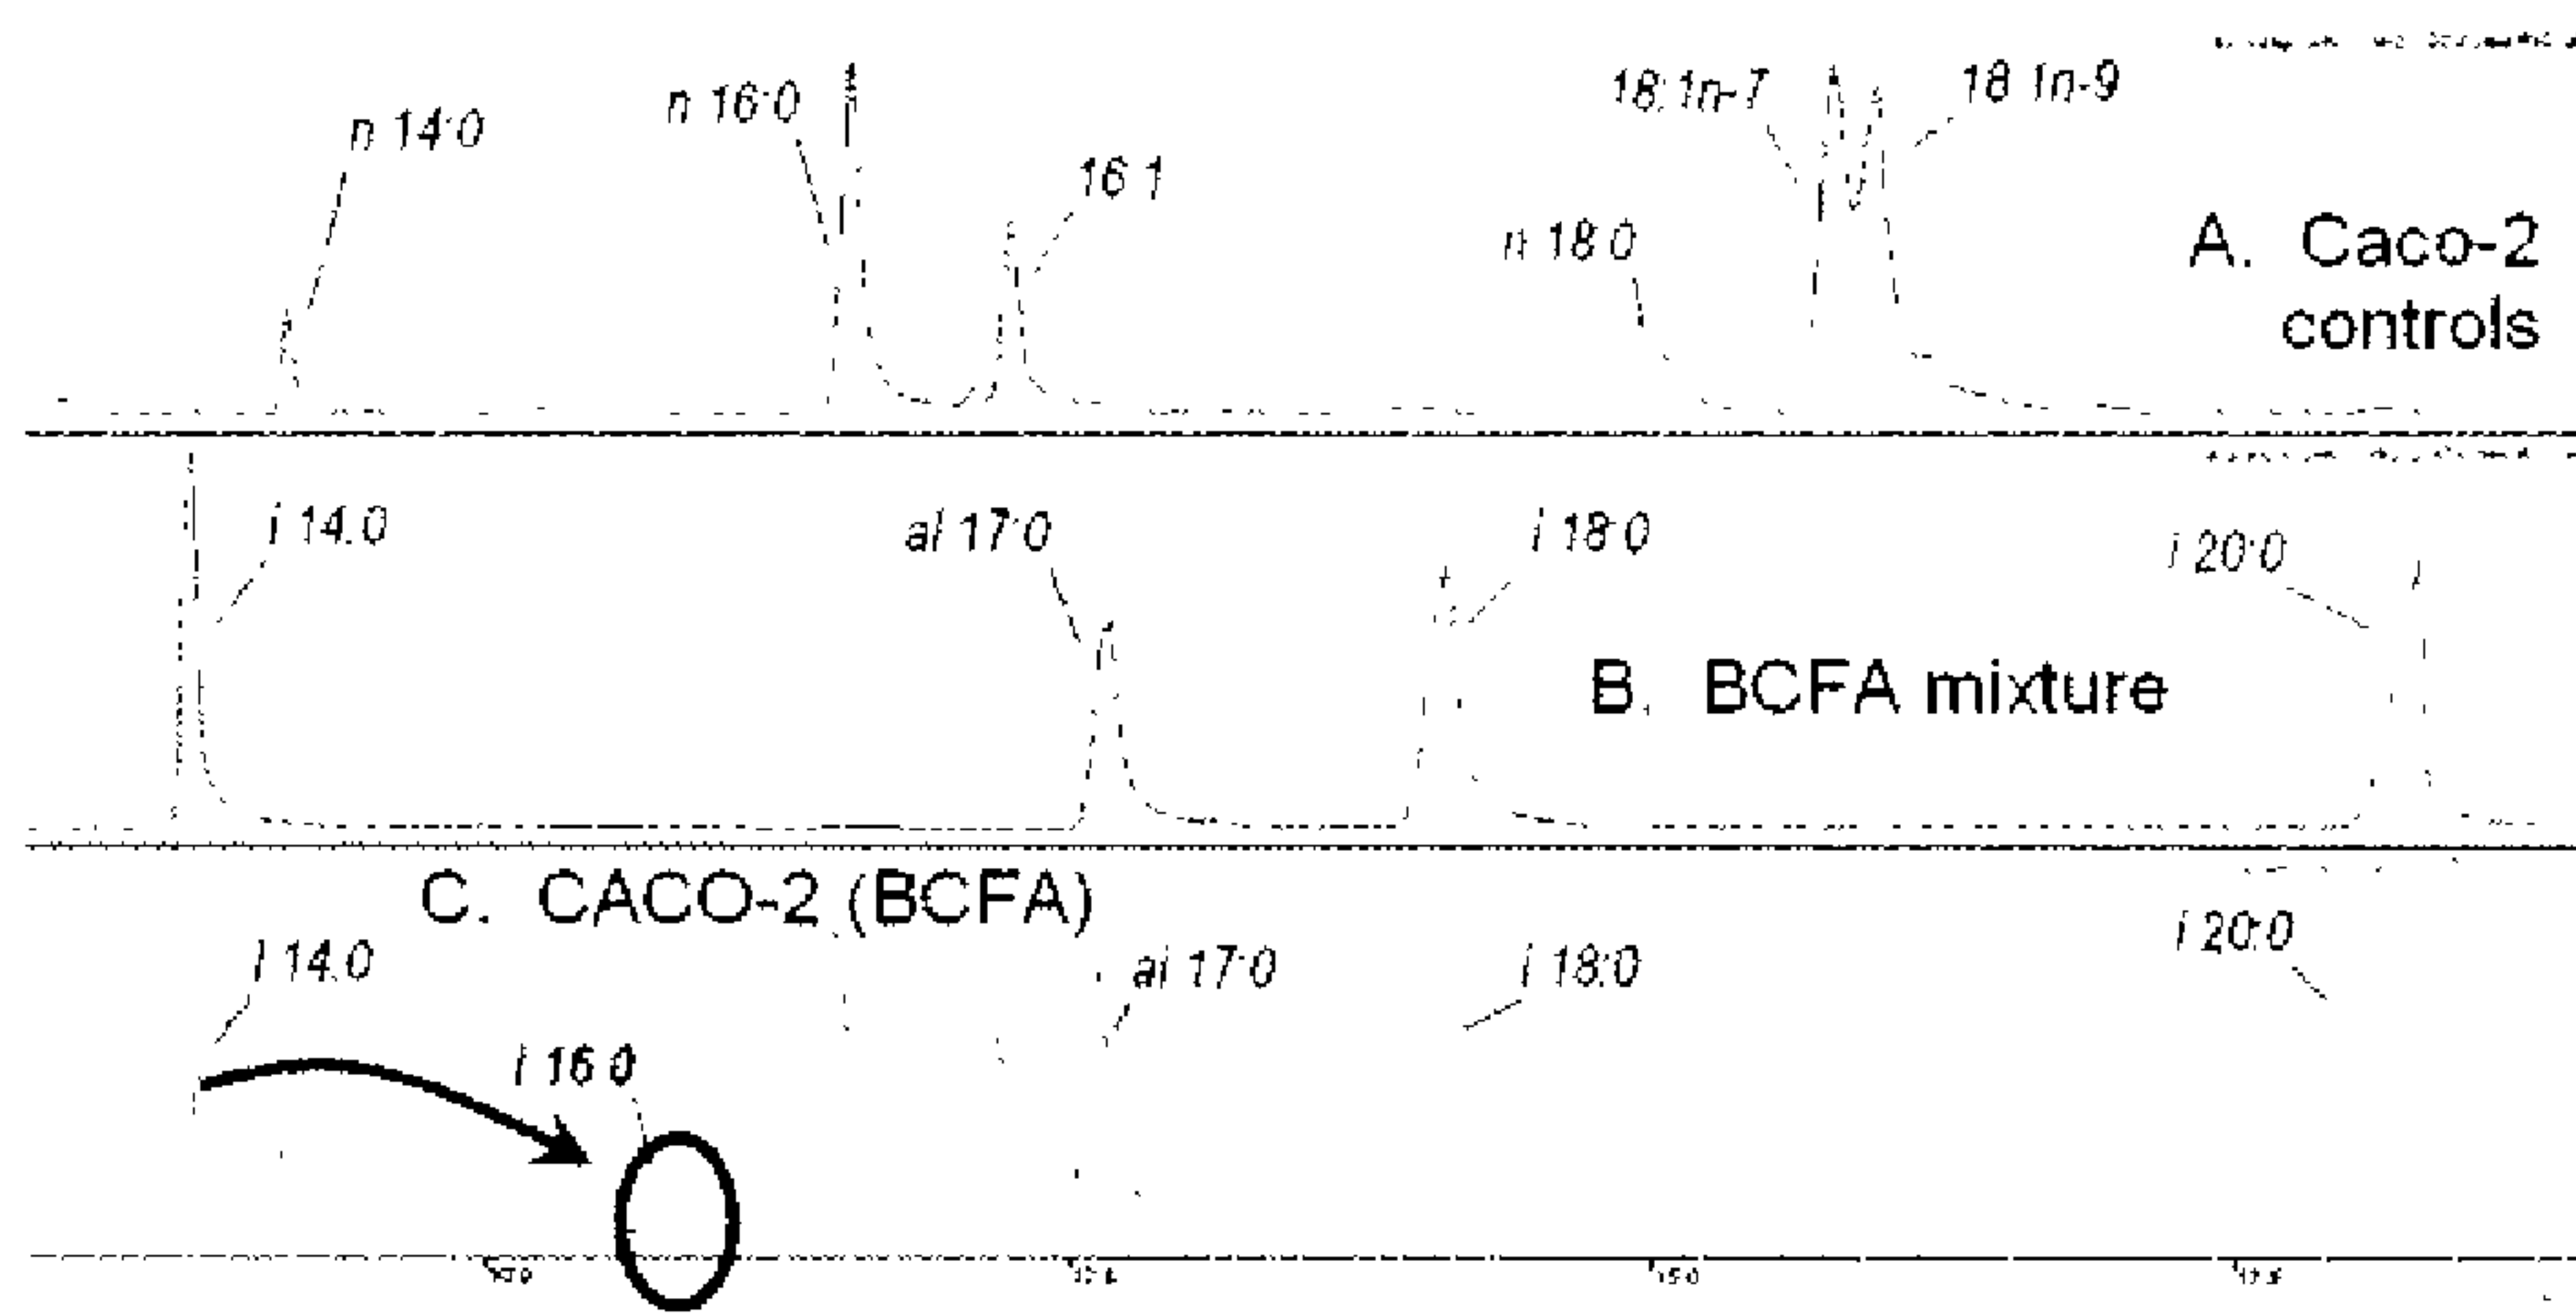 n 14:0
n 16:0
16 1
n 18 0
18:1n-7
18 1n-9
A. Caco-2
controls
i 14.0
ai 17:0
i 18:0
i 20:0
B. BCFA mixture
C. CACO-2 (BCFA)
i 14.0
i 16 0
ai 17:0
i 18:0
i 20:0
15.0